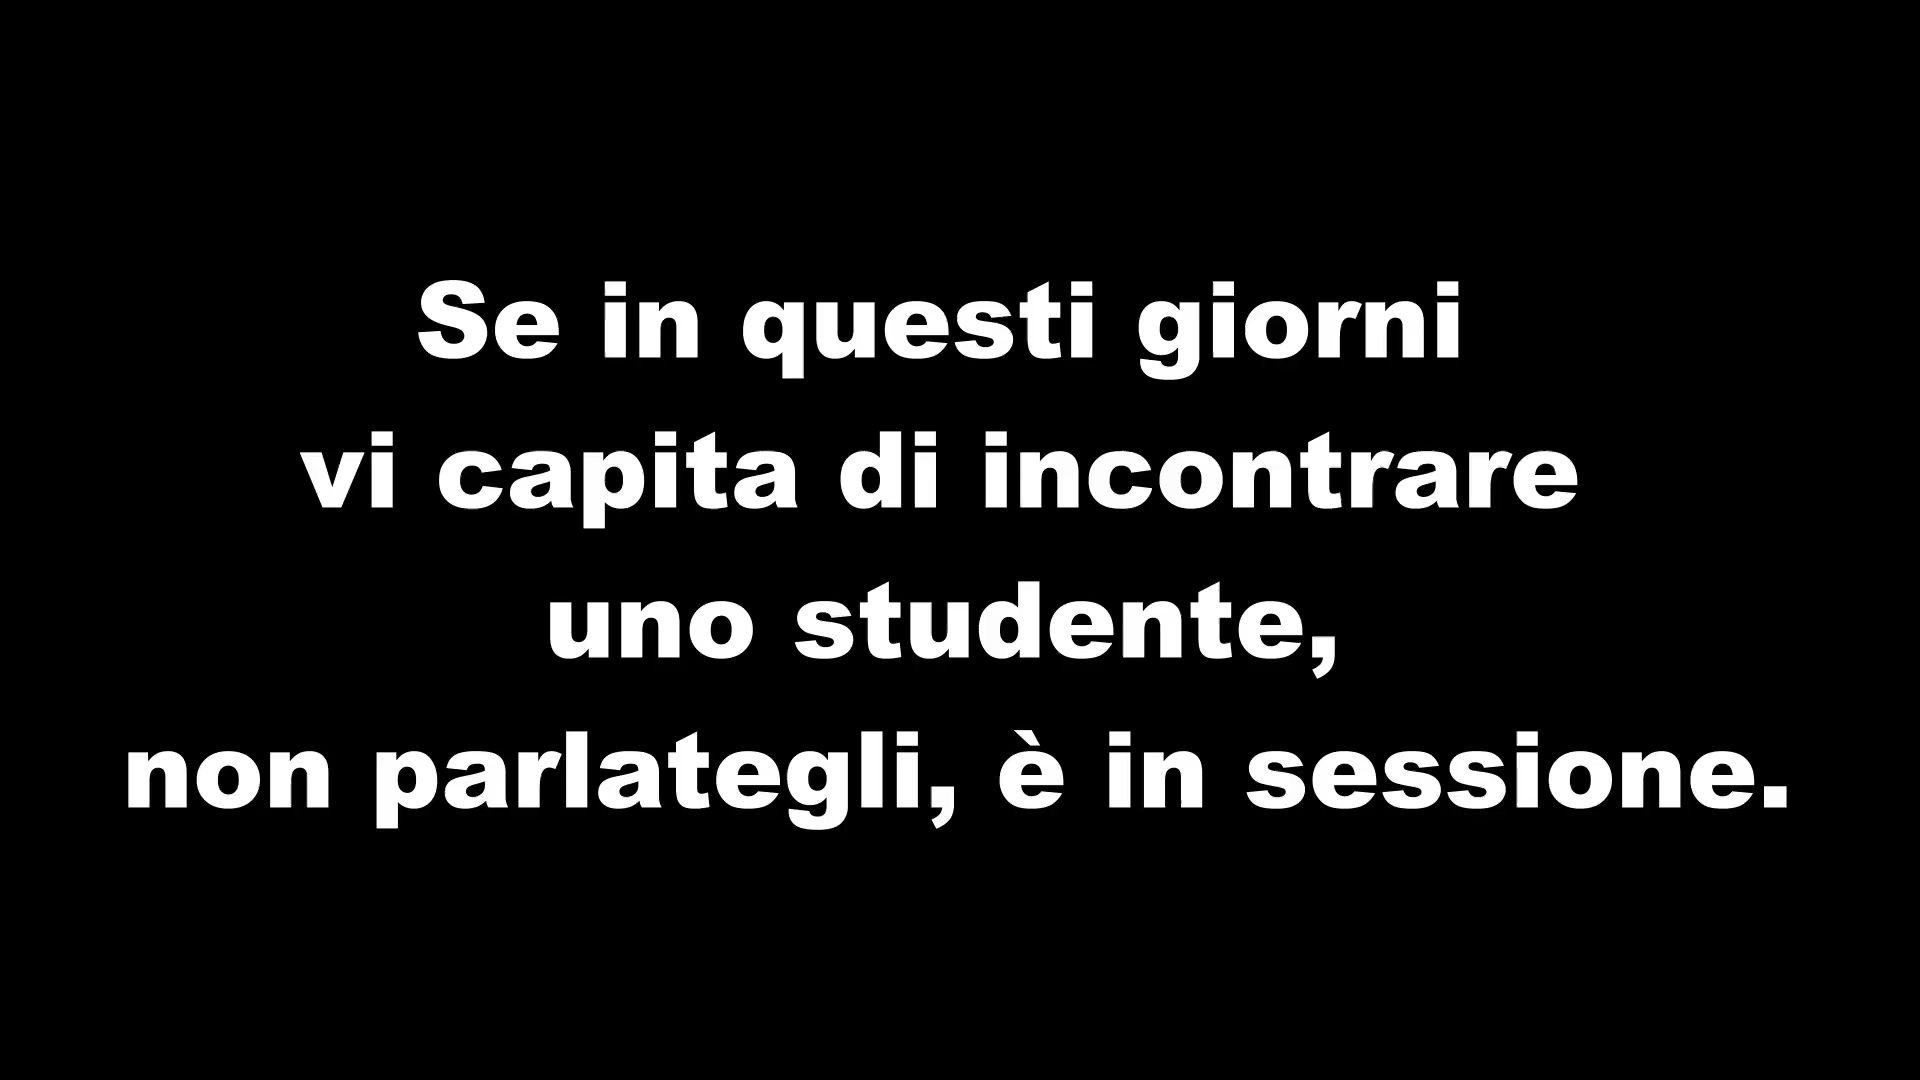 Se in questi giorni
vi capita di incontrare
uno studente,
non parlategli, è in sessione.